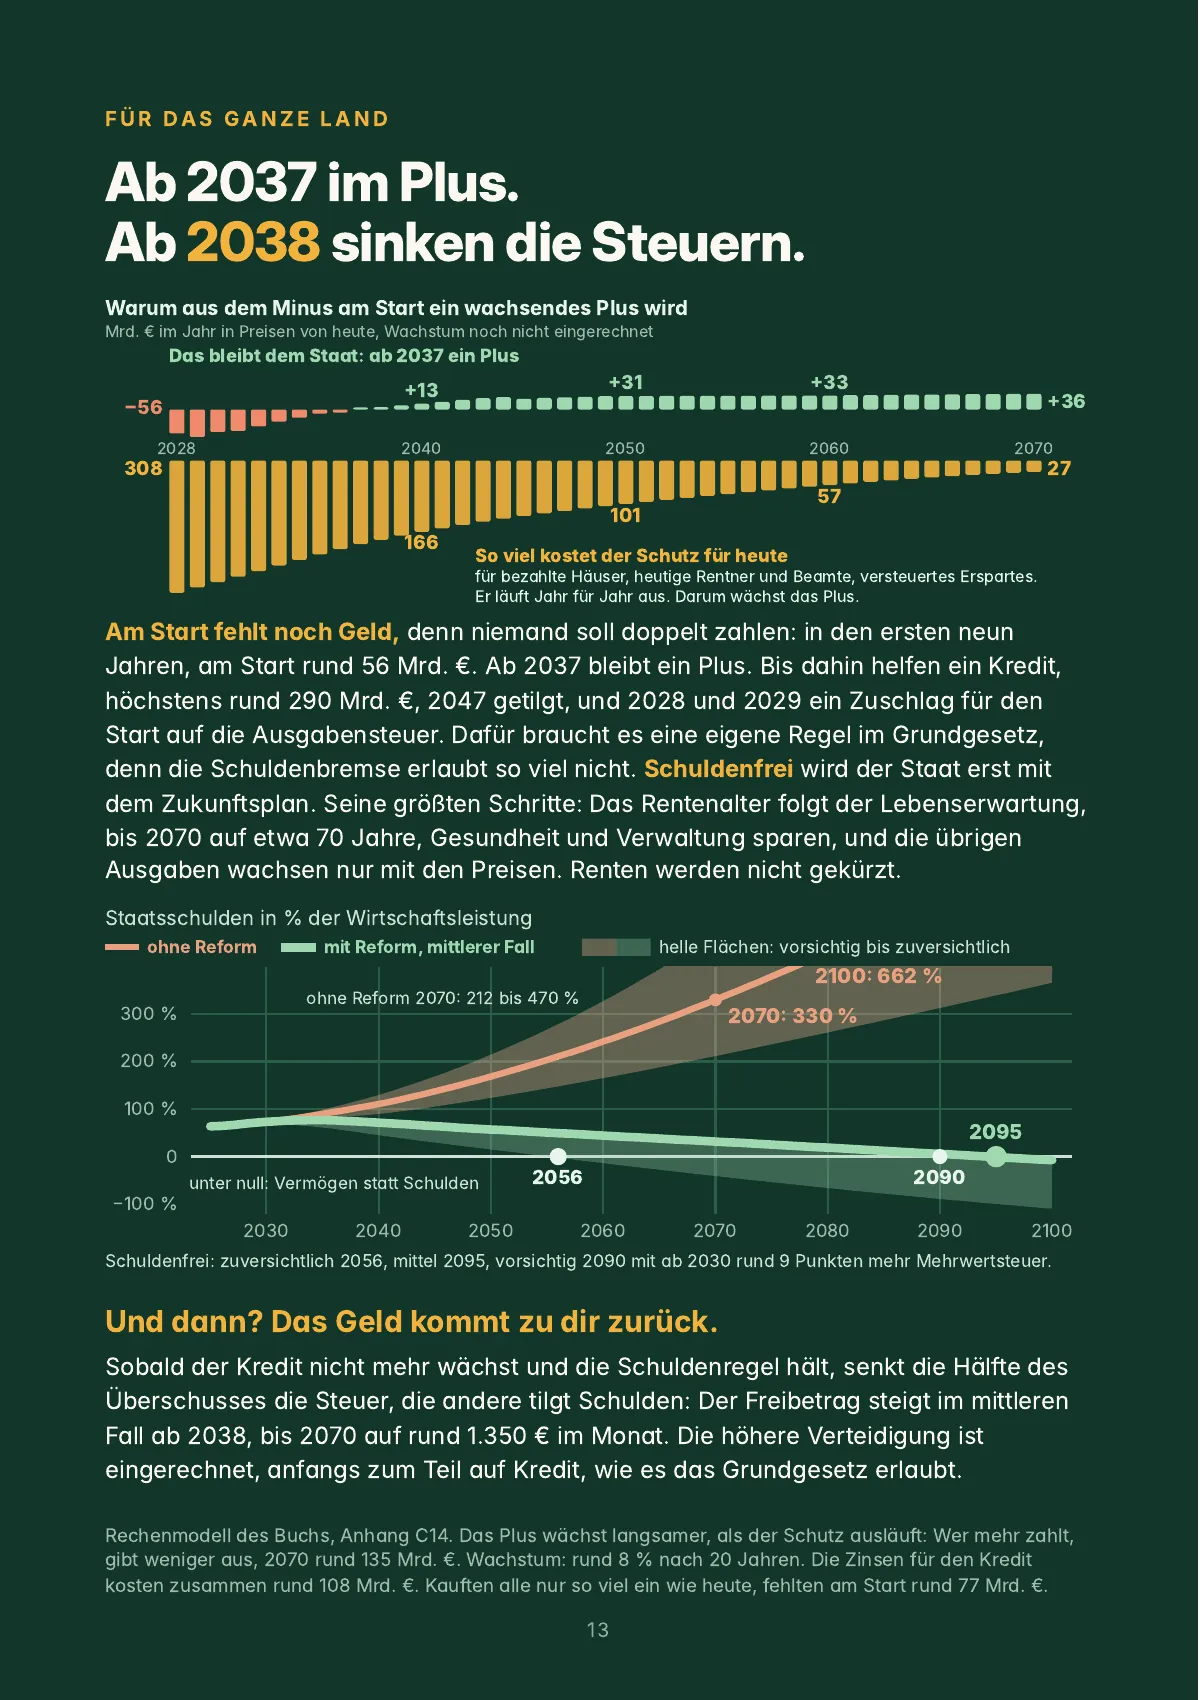 FÜR DAS GANZE LAND
Ab 2037 im Plus.
Ab 2038 sinken die Steuern.
Warum aus dem Minus am Start ein wachsendes Plus wird
Mrd. € im Jahr in Preisen von heute, Wachstum noch nicht eingerechnet
Das bleibt dem Staat: ab 2037 ein Plus
−56 +13 +31 +33 +36
2028 2040 2050 2060 2070
308 166 101 57 27
So viel kostet der Schutz für heute
für bezahlte Häuser, heutige Rentner und Beamte, versteuertes Erspartes.
Er läuft Jahr für Jahr aus. Darum wächst das Plus.
Am Start fehlt noch Geld, denn niemand soll doppelt zahlen: in den ersten neun
Jahren, am Start rund 56 Mrd. €. Ab 2037 bleibt ein Plus. Bis dahin helfen ein Kredit,
höchstens rund 290 Mrd. €, 2047 getilgt, und 2028 und 2029 ein Zuschlag für den
Start auf die Ausgabensteuer. Dafür braucht es eine eigene Regel im Grundgesetz,
denn die Schuldenbremse erlaubt so viel nicht. Schuldenfrei wird der Staat erst mit
dem Zukunftsplan. Seine größten Schritte: Das Rentenalter folgt der Lebenserwartung,
bis 2070 auf etwa 70 Jahre, Gesundheit und Verwaltung sparen, und die übrigen
Ausgaben wachsen nur mit den Preisen. Renten werden nicht gekürzt.
Staatsschulden in % der Wirtschaftsleistung
ohne Reform mit Reform, mittlerer Fall helle Flächen: vorsichtig bis zuversichtlich
2100: 662 %
ohne Reform 2070: 212 bis 470 %
300 % 2070: 330 %
200 %
100 %
2095
0
2056 2090
unter null: Vermögen statt Schulden
−100 %
2030 2040 2050 2060 2070 2080 2090 2100
Schuldenfrei: zuversichtlich 2056, mittel 2095, vorsichtig 2090 mit ab 2030 rund 9 Punkten mehr Mehrwertsteuer.
Und dann? Das Geld kommt zu dir zurück.
Sobald der Kredit nicht mehr wächst und die Schuldenregel hält, senkt die Hälfte des
Überschusses die Steuer, die andere tilgt Schulden: Der Freibetrag steigt im mittleren
Fall ab 2038, bis 2070 auf rund 1.350 € im Monat. Die höhere Verteidigung ist
eingerechnet, anfangs zum Teil auf Kredit, wie es das Grundgesetz erlaubt.
Rechenmodell des Buchs, Anhang C14. Das Plus wächst langsamer, als der Schutz ausläuft: Wer mehr zahlt,
gibt weniger aus, 2070 rund 135 Mrd. €. Wachstum: rund 8 % nach 20 Jahren. Die Zinsen für den Kredit
kosten zusammen rund 108 Mrd. €. Kauften alle nur so viel ein wie heute, fehlten am Start rund 77 Mrd. €.
13